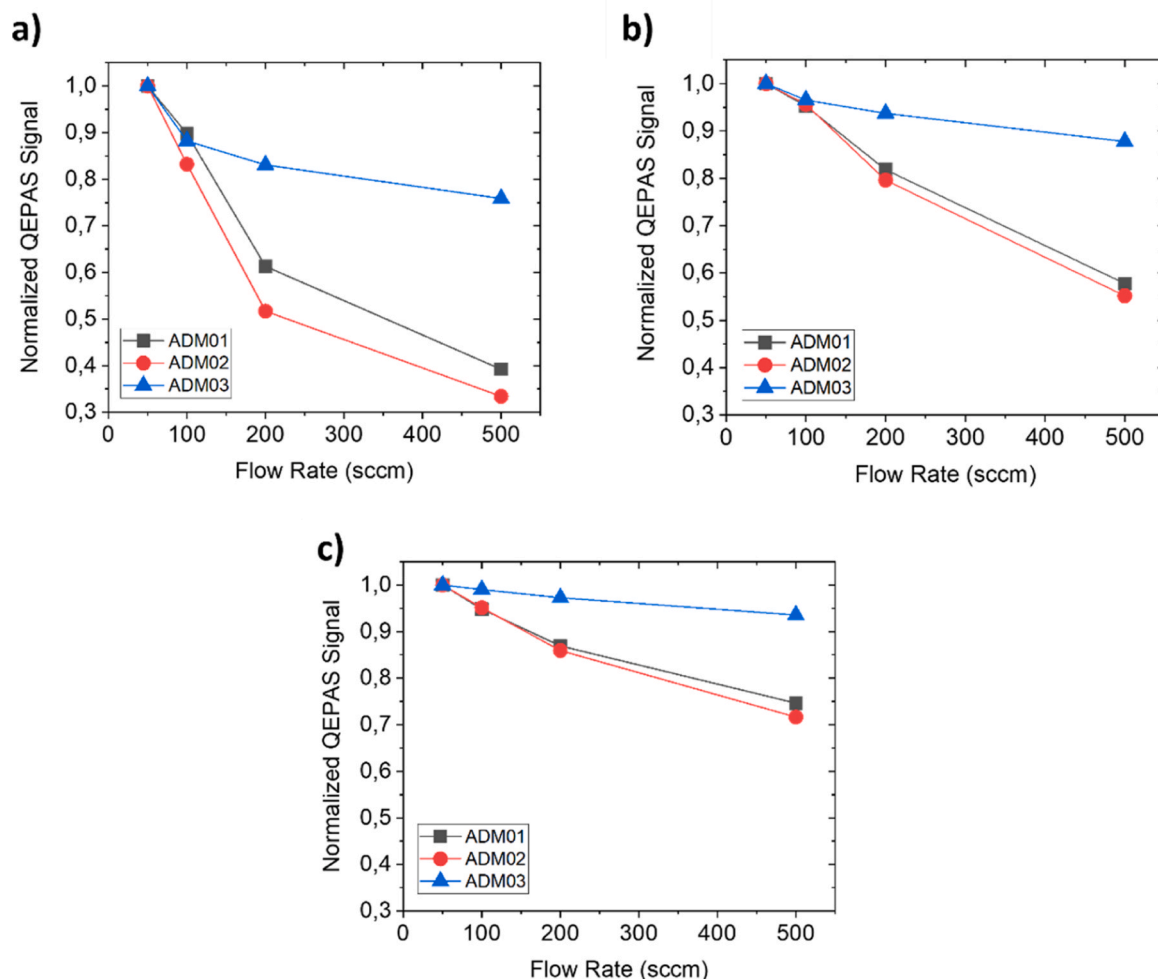 a)
1,0
0,9
0,8
0,7
0,6
0,5
0,4
0,3
Normalized QEPAS Signal
ADM01
ADM02
ADM03
0 100 200 300 400 500
Flow Rate (sccm)
b)
1,0
0,9
0,8
0,7
0,6
0,5
0,4
0,3
Normalized QEPAS Signal
ADM01
ADM02
ADM03
0 100 200 300 400 500
Flow Rate (sccm)
c)
1,0
0,9
0,8
0,7
0,6
0,5
0,4
0,3
Normalized QEPAS Signal
ADM01
ADM02
ADM03
0 100 200 300 400 500
Flow Rate (sccm)